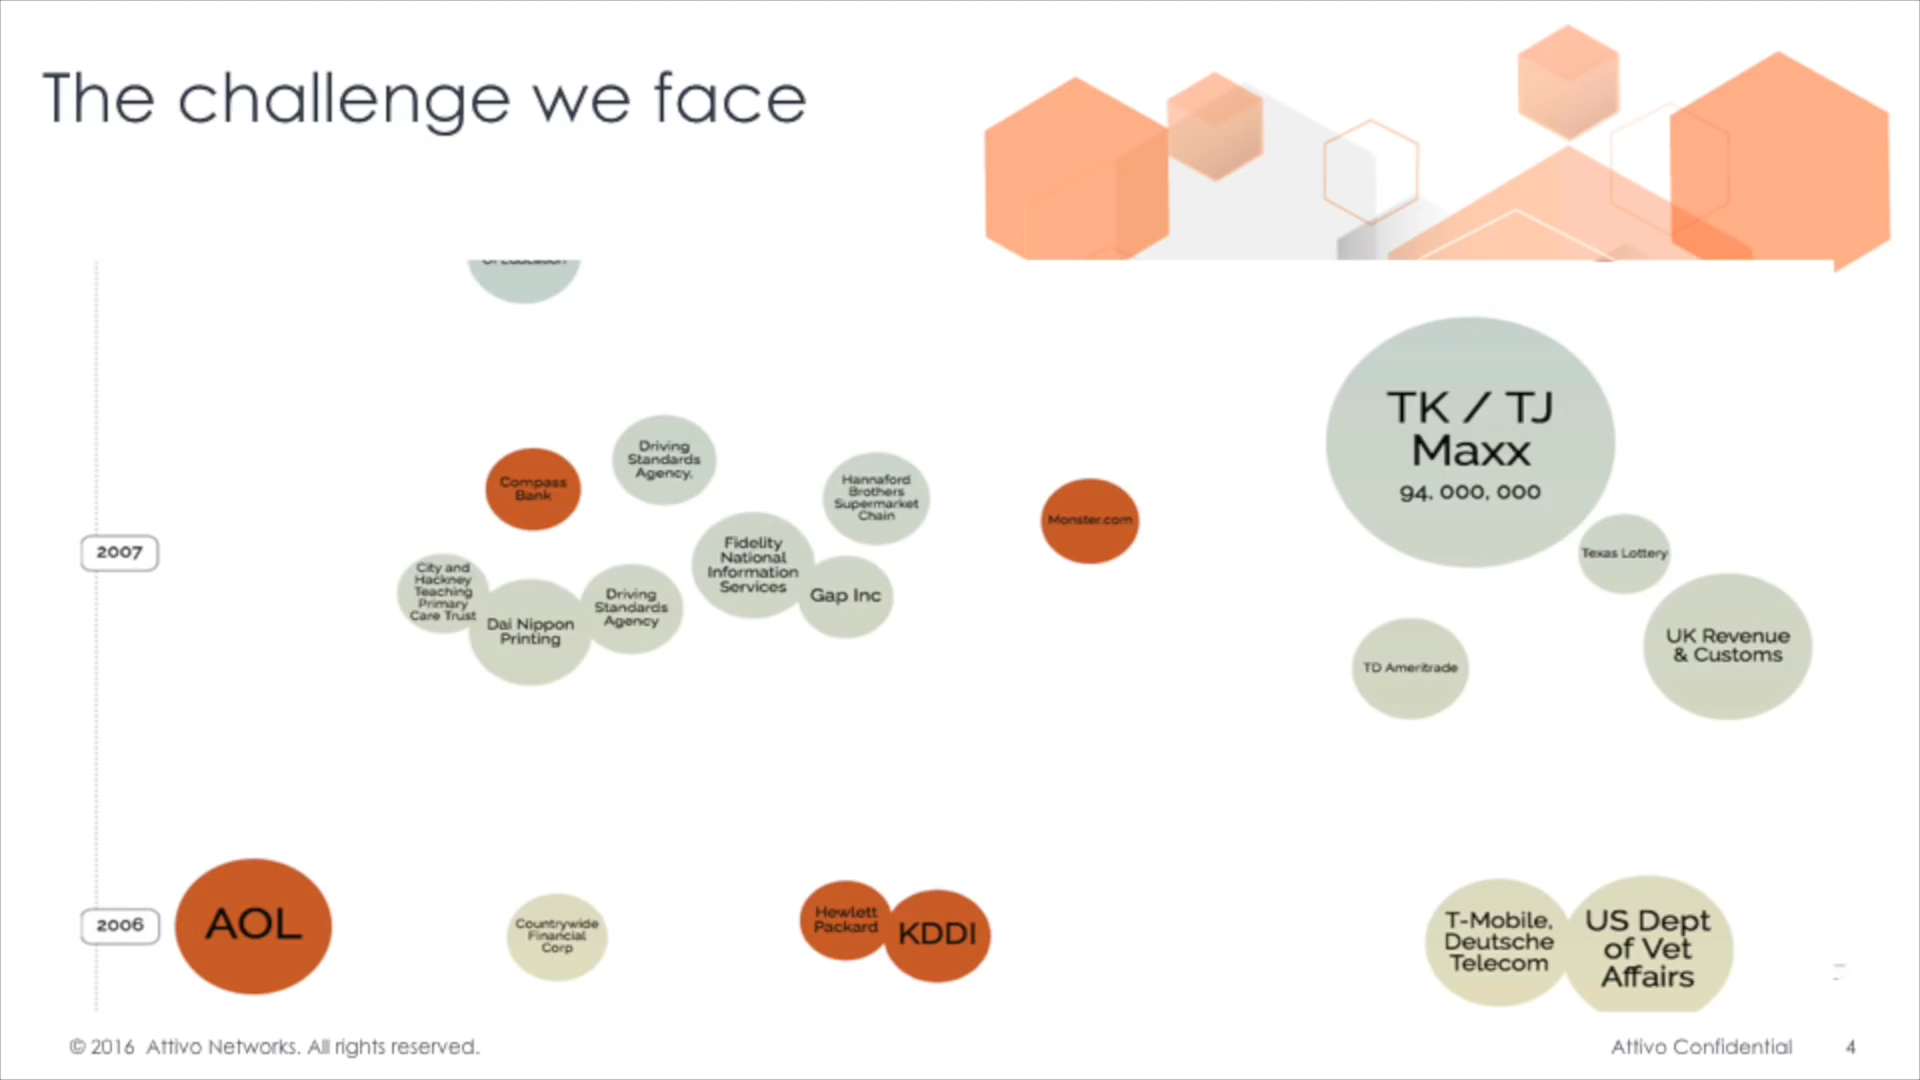 The challenge we face
of Education
TK / TJ
Maxx
94, 000, 000
Driving
Standards
Agency,
Compass
Bank
Hannaford
Brothers
Supermarket
Chain
Monster.com
2007
Fidelity
National
Information
Services
Texas Lottery
City and
Hackney
Teaching
Primary
Care Trust
Dai Nippon
Printing
Driving
Standards
Agency
Gap Inc
UK Revenue
& Customs
TD Ameritrade
2006
AOL
Countrywide
Financial
Corp
Hewlett
Packard
KDDI
T-Mobile,
Deutsche
Telecom
US Dept
of Vet
Affairs
© 2016 Attivo Networks. All rights reserved.
Attivo Confidential
4